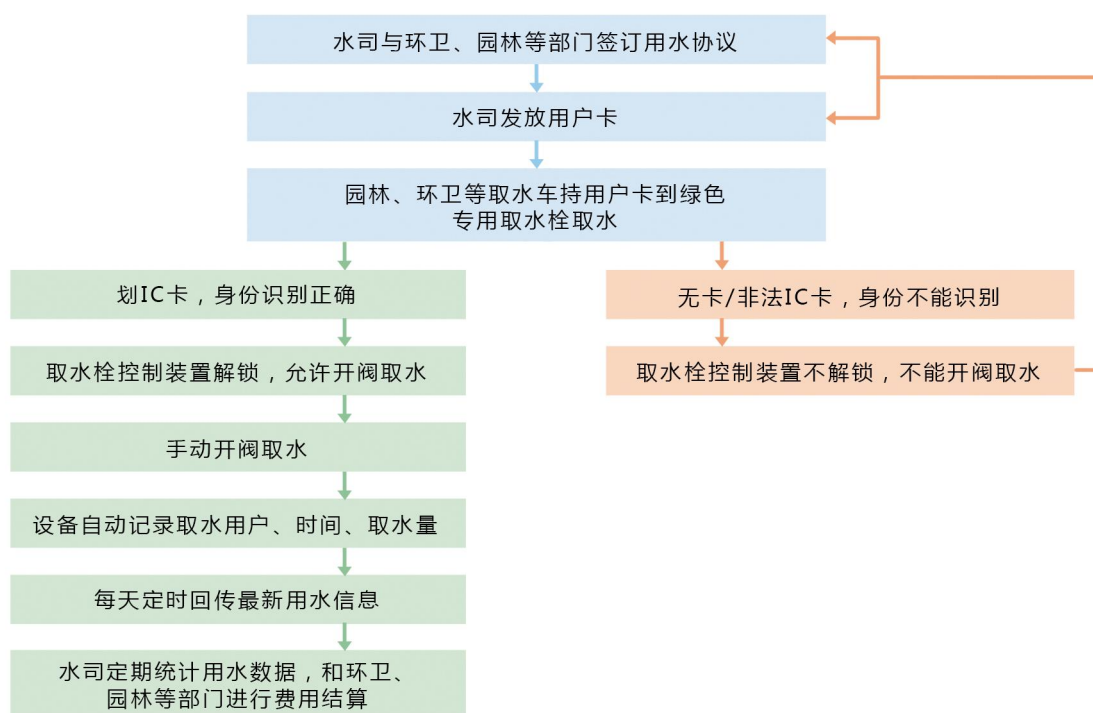 水司与环卫、园林等部门签订用水协议
水司发放用户卡
园林、环卫等取水车持用户卡到绿色
专用取水栓取水
划IC卡，身份识别正确
无卡/非法IC卡，身份不能识别
取水栓控制装置解锁，允许开阀取水
取水栓控制装置不解锁，不能开阀取水
手动开阀取水
设备自动记录取水用户、时间、取水量
每天定时回传最新用水信息
水司定期统计用水数据，和环卫、
园林等部门进行费用结算